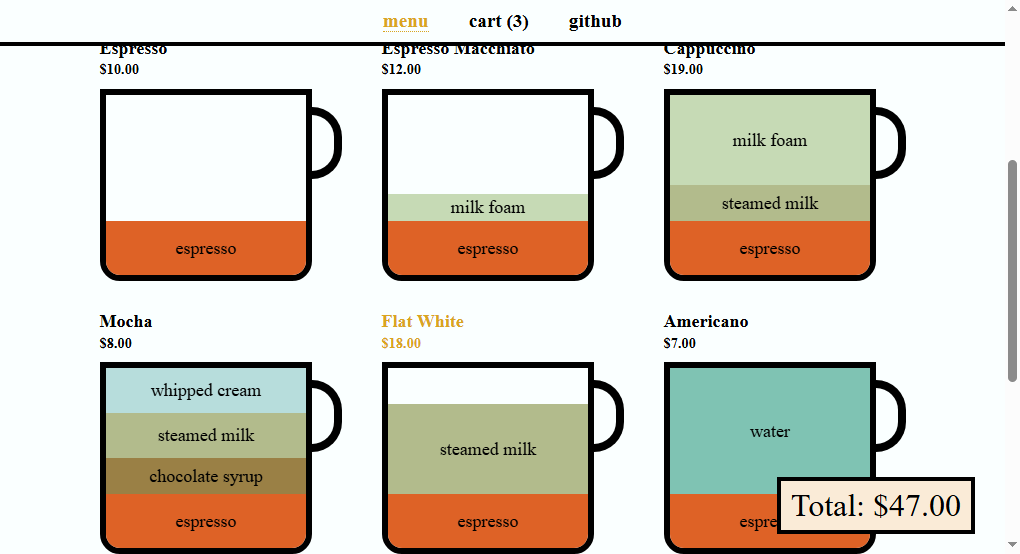 menu cart (3) github
Espresso Espresso Macchiato Cappuccino
$10.00 $12.00 $19.00
milk foam
milk foam steamed milk
espresso espresso espresso
Mocha Flat White Americano
$8.00 $18.00 $7.00
whipped cream
steamed milk steamed milk water
chocolate syrup
espresso espresso espre
Total: $47.00